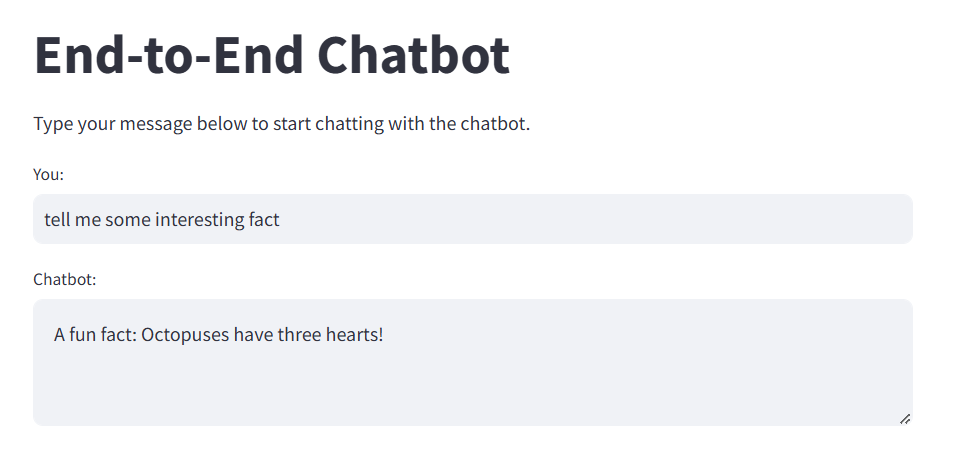 End-to-End Chatbot
Type your message below to start chatting with the chatbot.
You:
tell me some interesting fact
Chatbot:
A fun fact: Octopuses have three hearts!